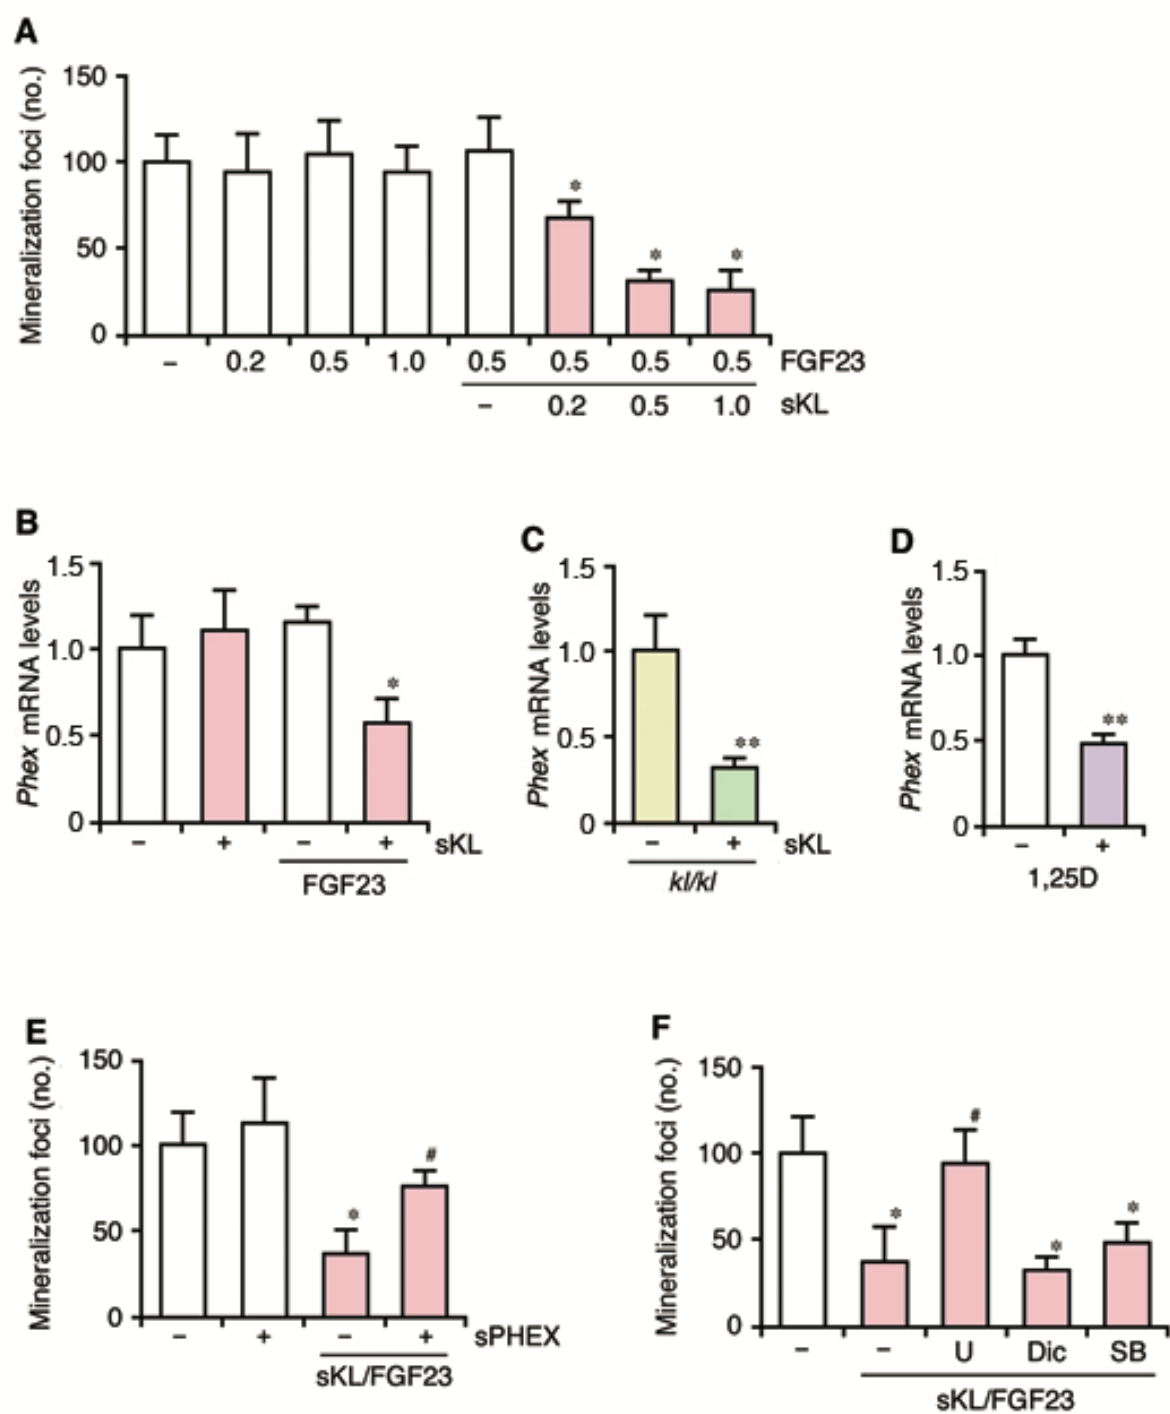 A
Mineralization foci (no.)
150
100
50
0
* * *
– 0.2 0.5 1.0 0.5 0.5 0.5 0.5 FGF23
– 0.2 0.5 1.0 sKL
B
Phex mRNA levels
1.5
1.0
0.5
0
*
– + – + sKL
FGF23
C
Phex mRNA levels
1.5
1.0
0.5
0
**
– + sKL
kl/kl
D
Phex mRNA levels
1.5
1.0
0.5
0
**
– +
1,25D
E
Mineralization foci (no.)
150
100
50
0
* #
– + – + sPHEX
sKL/FGF23
F
Mineralization foci (no.)
150
100
50
0
* # * *
– – U Dic SB
sKL/FGF23